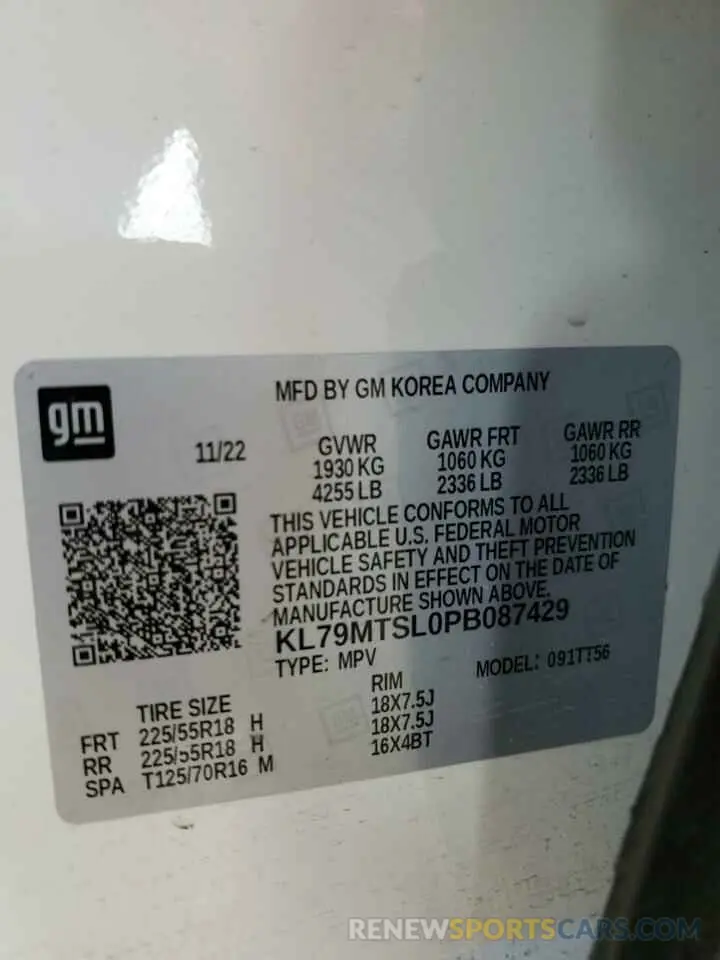 MFD BY GM KOREA COMPANY
gm
11/22
GVWR GAWR FRT GAWR RR
1930 KG 1060 KG 1060 KG
4255 LB 2336 LB 2336 LB
THIS VEHICLE CONFORMS TO ALL
APPLICABLE U.S. FEDERAL MOTOR
VEHICLE SAFETY AND THEFT PREVENTION
STANDARDS IN EFFECT ON THE DATE OF
MANUFACTURE SHOWN ABOVE.
KL79MTSL0PB087429
TYPE: MPV MODEL: 091TT56
TIRE SIZE RIM
FRT 225/55R18 H 18X7.5J
RR 225/55R18 H 18X7.5J
SPA T125/70R16 M 16X4BT
RENEWSPORTSCARS.COM